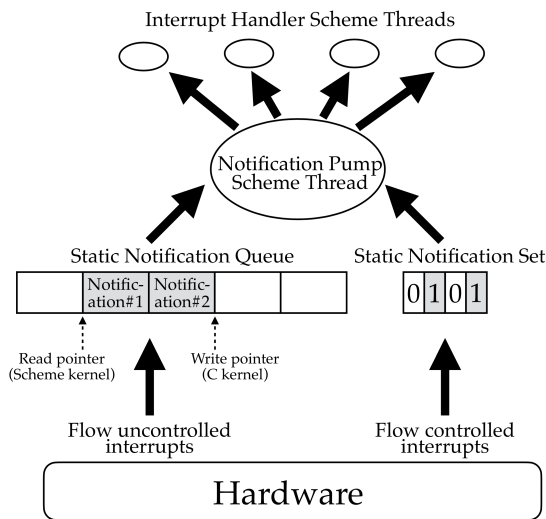 Interrupt Handler Scheme Threads
Notification Pump
Scheme Thread
Static Notification Queue
Static Notification Set
Notific-
ation#1
Notific-
ation#2
0 1 0 1
Read pointer
(Scheme kernel)
Write pointer
(C kernel)
Flow uncontrolled
interrupts
Flow controlled
interrupts
Hardware